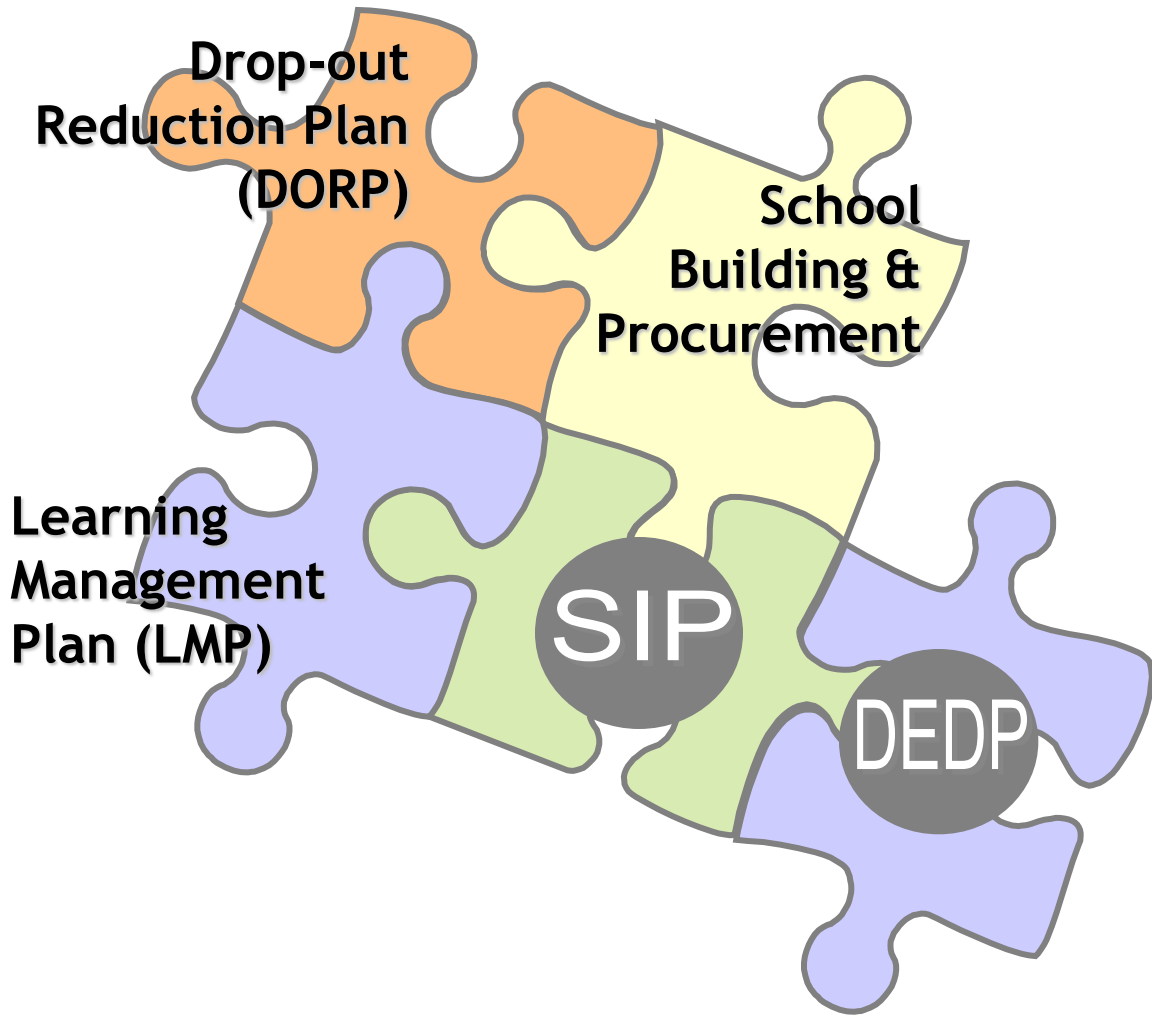 Drop-out
Reduction Plan
(DORP)
School
Building &
Procurement
Learning
Management
Plan (LMP)
SIP
DEDP